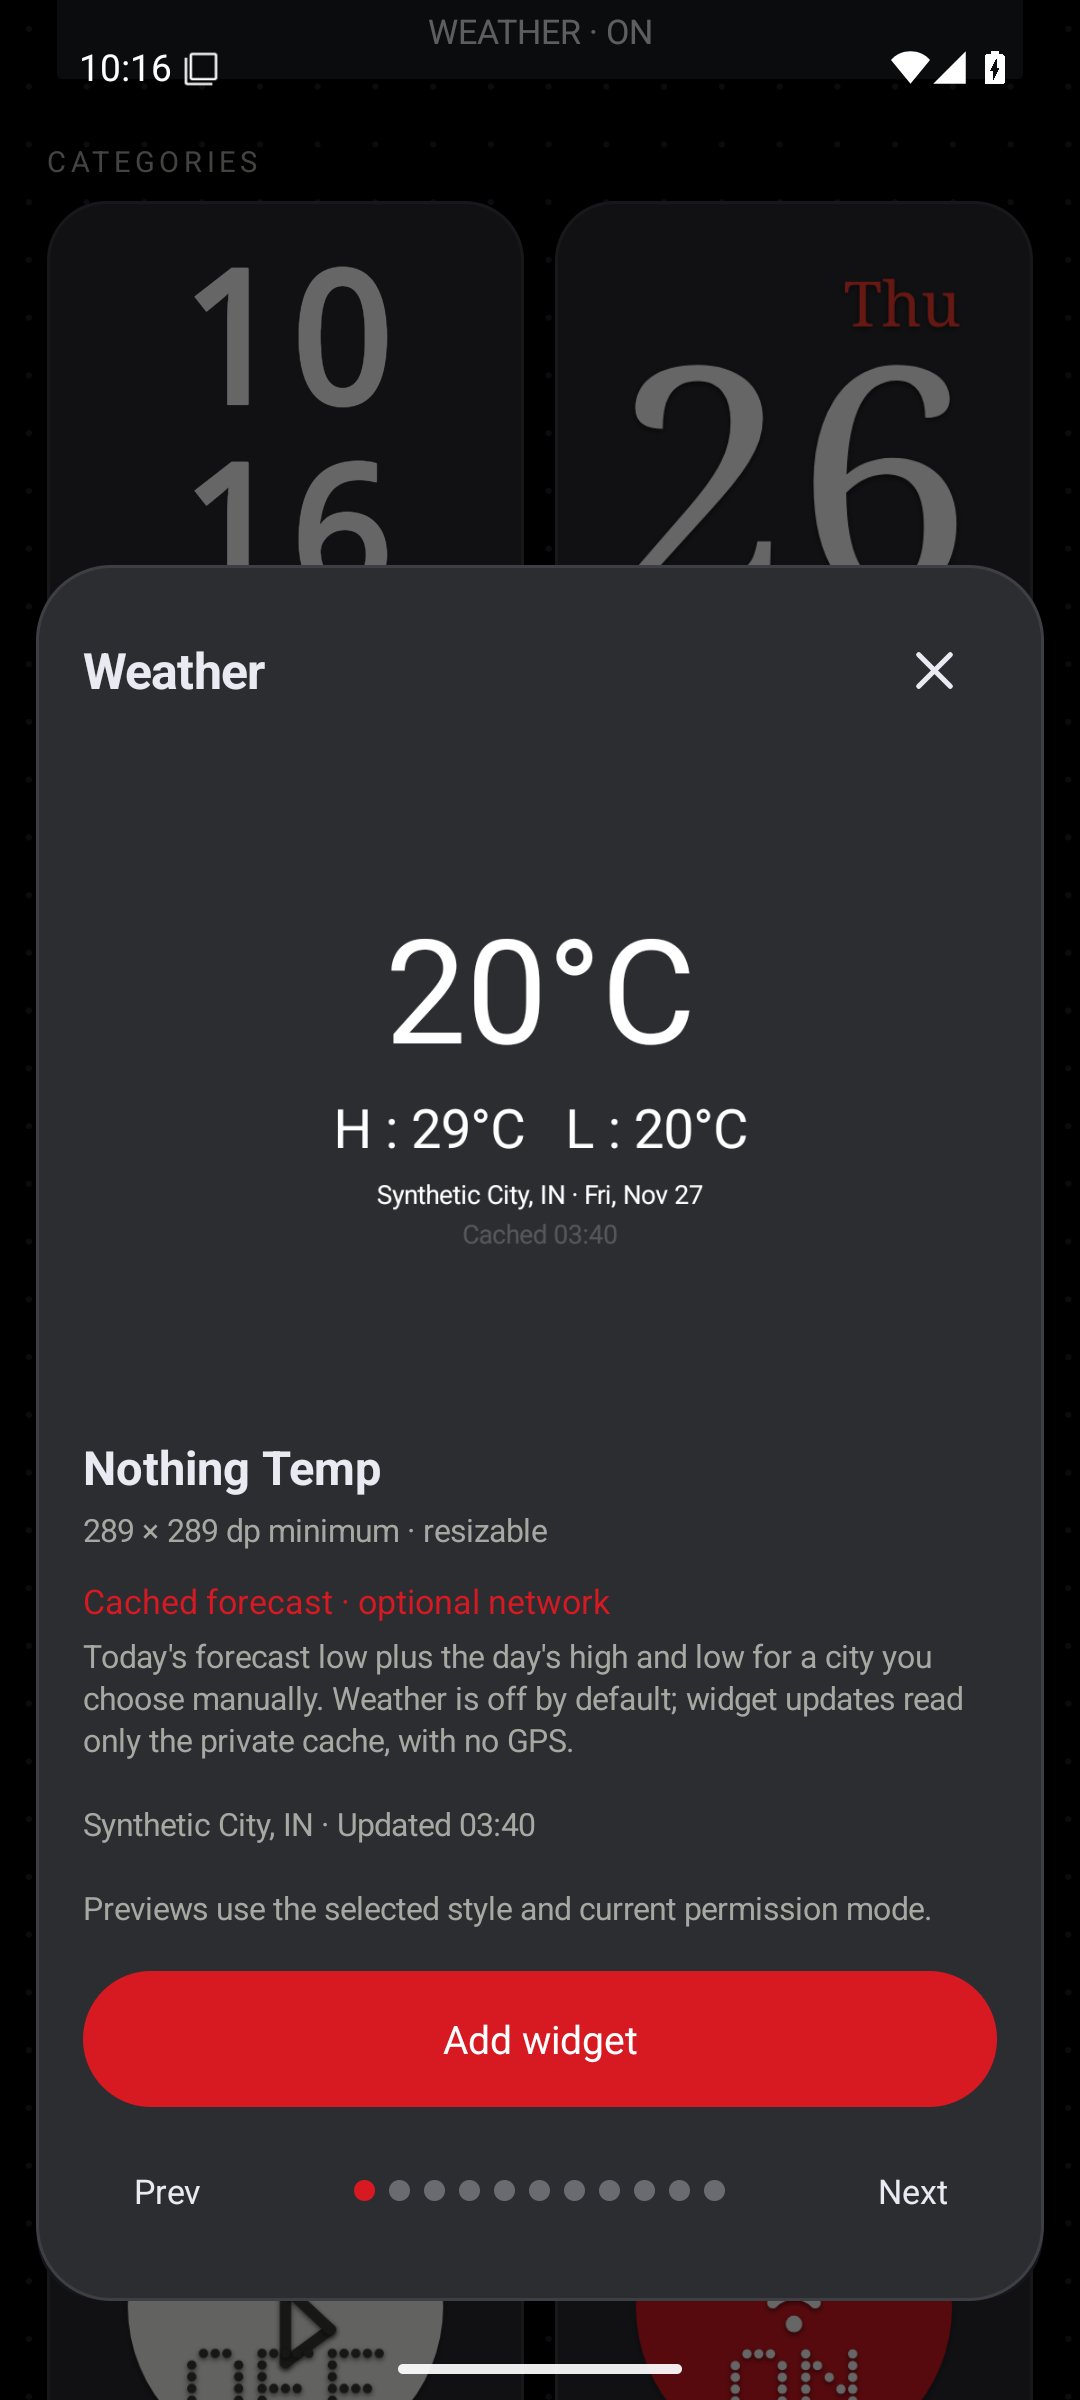 WEATHER · ON
10:16
CATEGORIES
10
16
Thu
26
Weather
20°C
H : 29°C L : 20°C
Synthetic City, IN · Fri, Nov 27
Cached 03:40
Nothing Temp
289 × 289 dp minimum · resizable
Cached forecast · optional network
Today's forecast low plus the day's high and low for a city you
choose manually. Weather is off by default; widget updates read
only the private cache, with no GPS.
Synthetic City, IN · Updated 03:40
Previews use the selected style and current permission mode.
Add widget
Prev
Next
OFF
ON